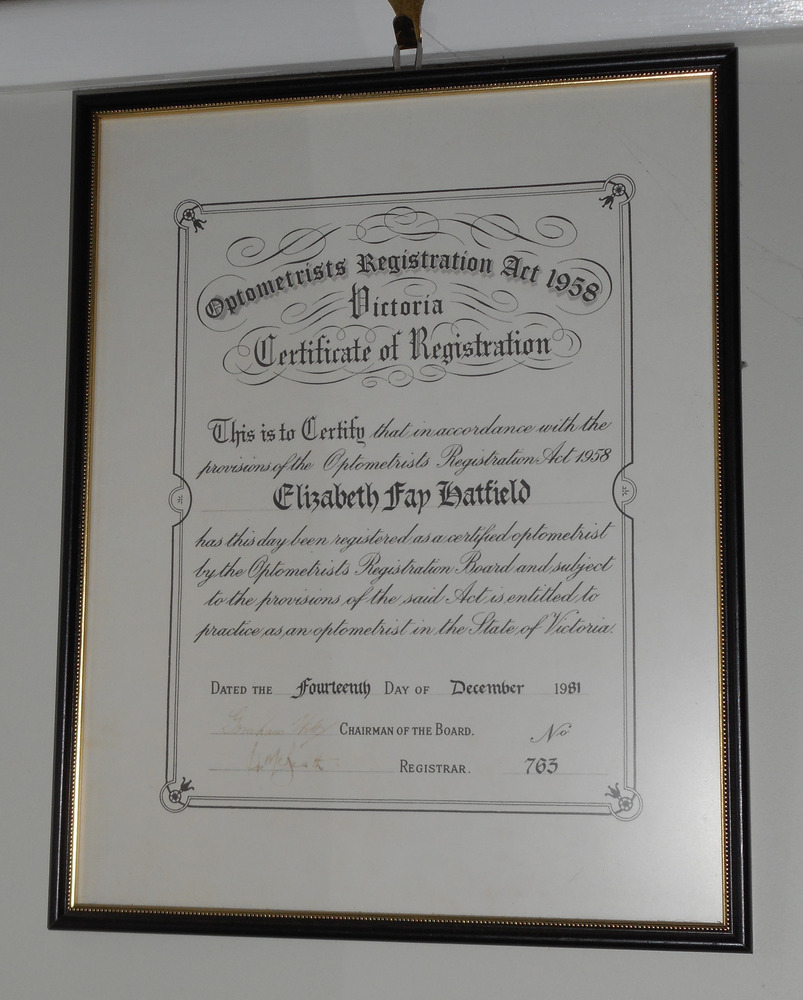 Optometrists Registration Act 1958
Victoria
Certificate of Registration
This is to Certify that in accordance with the
provisions of the Optometrists Registration Act 1958
Elizabeth Fay Hatfield
has this day been registered as a certified optometrist
by the Optometrists Registration Board and subject
to the provisions of the said Act is entitled to
practice as an optometrist in the State of Victoria.
DATED THE Fourteenth DAY OF December 1981
CHAIRMAN OF THE BOARD. No
REGISTRAR. 763